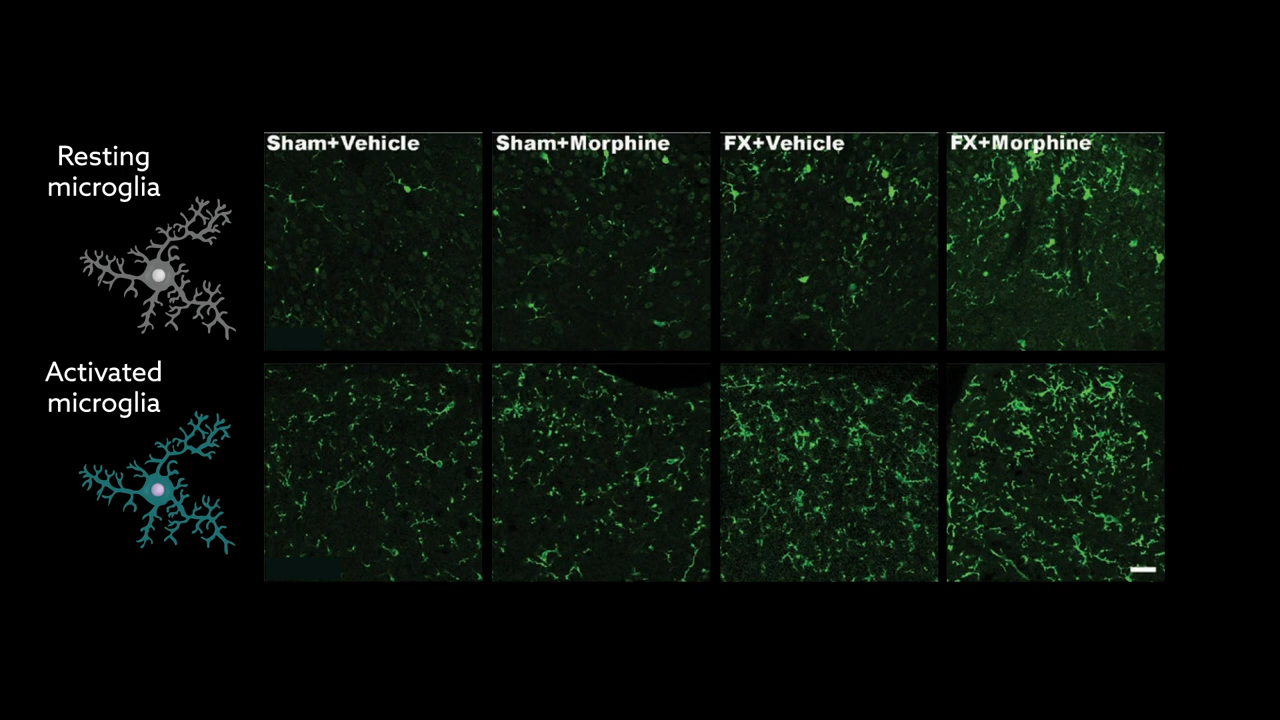 Resting
microglia
Sham+Vehicle
Sham+Morphine
FX+Vehicle
FX+Morphine
Activated
microglia